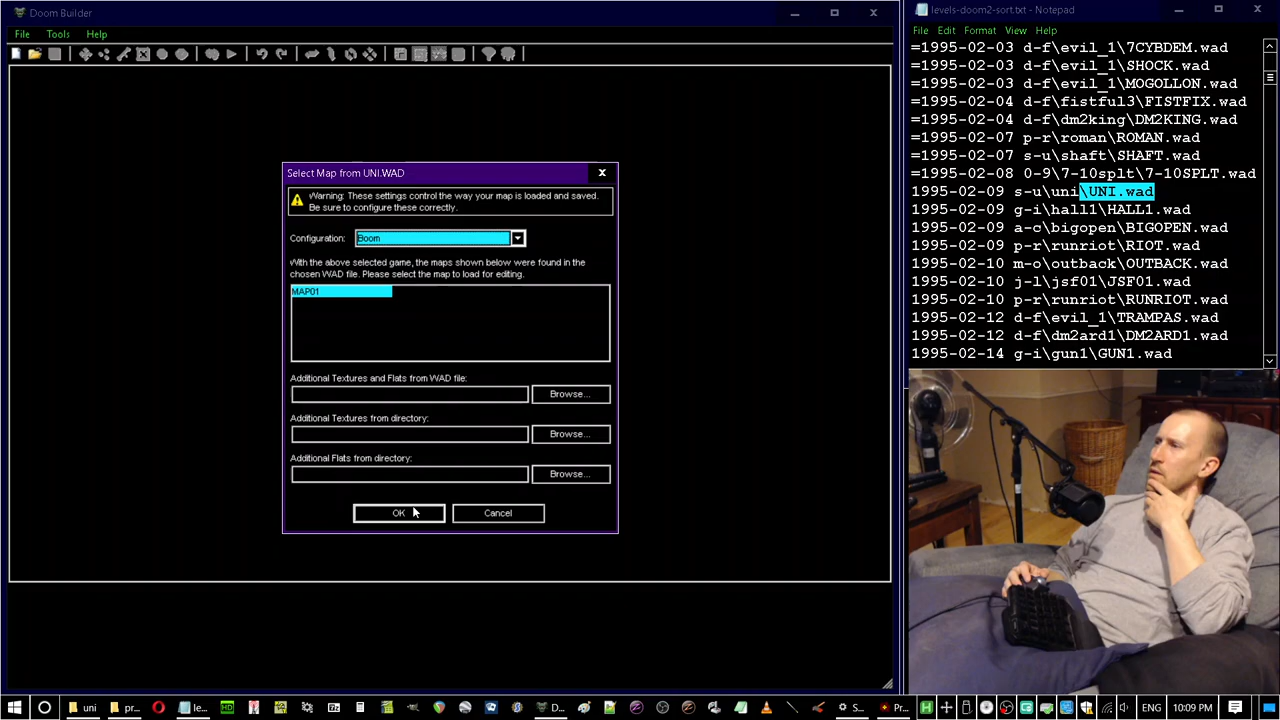 Doom Builder
File Tools Help
Select Map from UNI.WAD
Warning: These settings control the way your map is loaded and saved.
Be sure to configure these correctly.
Configuration: Boom
With the above selected game, the maps shown below were found in the
chosen WAD file. Please select the map to load for editing.
MAP01
Additional Textures and Flats from WAD file:
Browse...
Additional Textures from directory:
Browse...
Additional Flats from directory:
Browse...
OK Cancel
levels-doom2-sort.txt - Notepad
File Edit Format View Help
=1995-02-03 d-f\evil_1\7CYBDEM.wad
=1995-02-03 d-f\evil_1\SHOCK.wad
=1995-02-03 d-f\evil_1\MOGOLLON.wad
=1995-02-04 d-f\fistful3\FISTFIX.wad
=1995-02-04 d-f\dm2king\DM2KING.wad
=1995-02-07 p-r\roman\ROMAN.wad
=1995-02-07 s-u\shaft\SHAFT.wad
=1995-02-08 0-9\7-10splt\7-10SPLT.wad
1995-02-09 s-u\uni\UNI.wad
1995-02-09 g-i\hall1\HALL1.wad
1995-02-09 a-c\bigopen\BIGOPEN.wad
1995-02-09 p-r\runriot\RIOT.wad
1995-02-10 m-o\outback\OUTBACK.wad
1995-02-10 j-l\jsf01\JSF01.wad
1995-02-10 p-r\runriot\RUNRIOT.wad
1995-02-12 d-f\evil_1\TRAMPAS.wad
1995-02-12 d-f\dm2ard1\DM2ARD1.wad
1995-02-14 g-i\gun1\GUN1.wad
uni pr... le... D... S... Pr... ENG 10:09 PM